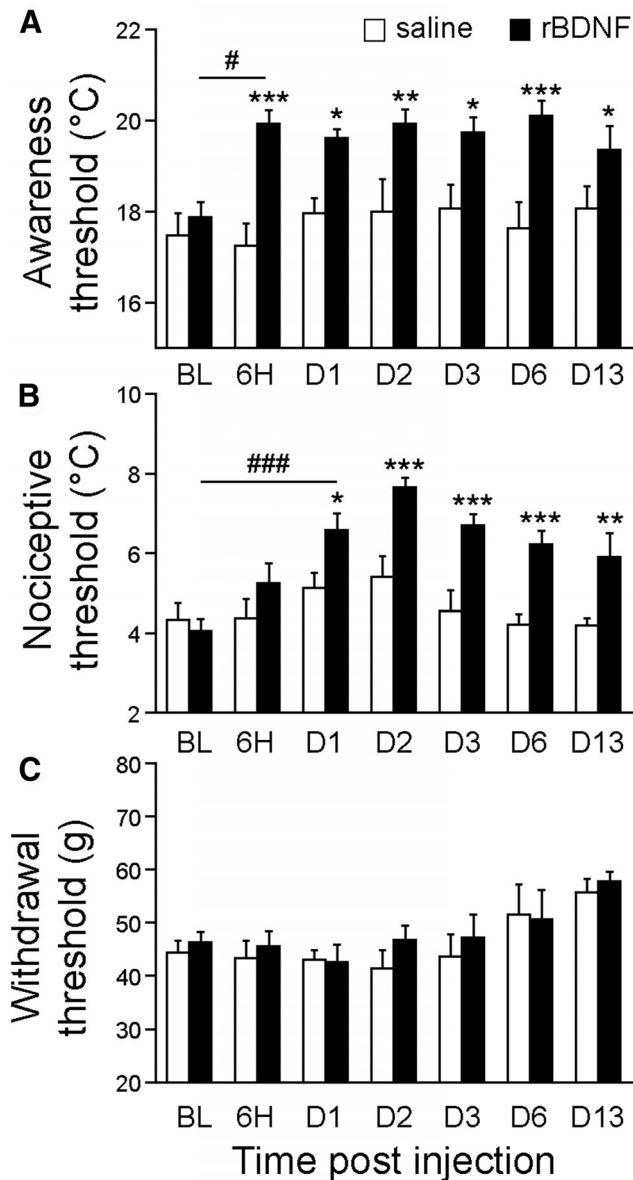 A
□ saline ■ rBDNF
Awareness
threshold (°C)
22
20
18
16
#
*** * ** * *** *
BL 6H D1 D2 D3 D6 D13
B
Nociceptive
threshold (°C)
10
8
6
4
2
###
* *** *** *** **
BL 6H D1 D2 D3 D6 D13
C
Withdrawal
threshold (g)
80
70
60
50
40
30
20
BL 6H D1 D2 D3 D6 D13
Time post injection